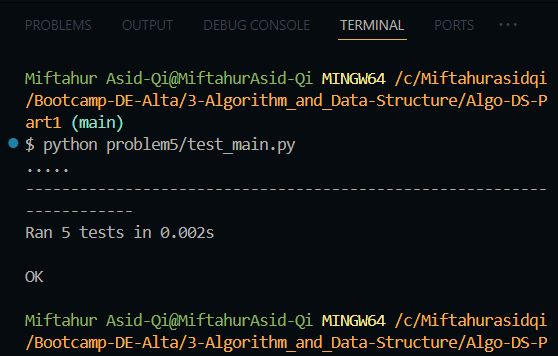 PROBLEMS OUTPUT DEBUG CONSOLE TERMINAL PORTS ···
Miftahur Asid-Qi@MiftahurAsid-Qi MINGW64 /c/Miftahurasidqi
/Bootcamp-DE-Alta/3-Algorithm_and_Data-Structure/Algo-DS-P
art1 (main)
$ python problem5/test_main.py
.....
----------------------------------------------------------
------------
Ran 5 tests in 0.002s
OK
Miftahur Asid-Qi@MiftahurAsid-Qi MINGW64 /c/Miftahurasidqi
/Bootcamp-DE-Alta/3-Algorithm_and_Data-Structure/Algo-DS-P